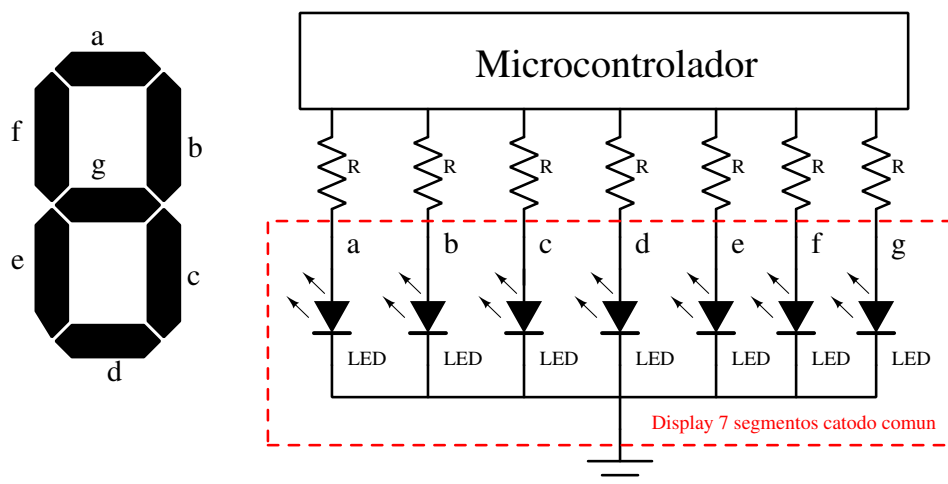 a
f
b
g
e
c
d
Microcontrolador
R R R R R R R
a b c d e f g
LED LED LED LED LED LED LED
Display 7 segmentos catodo comun